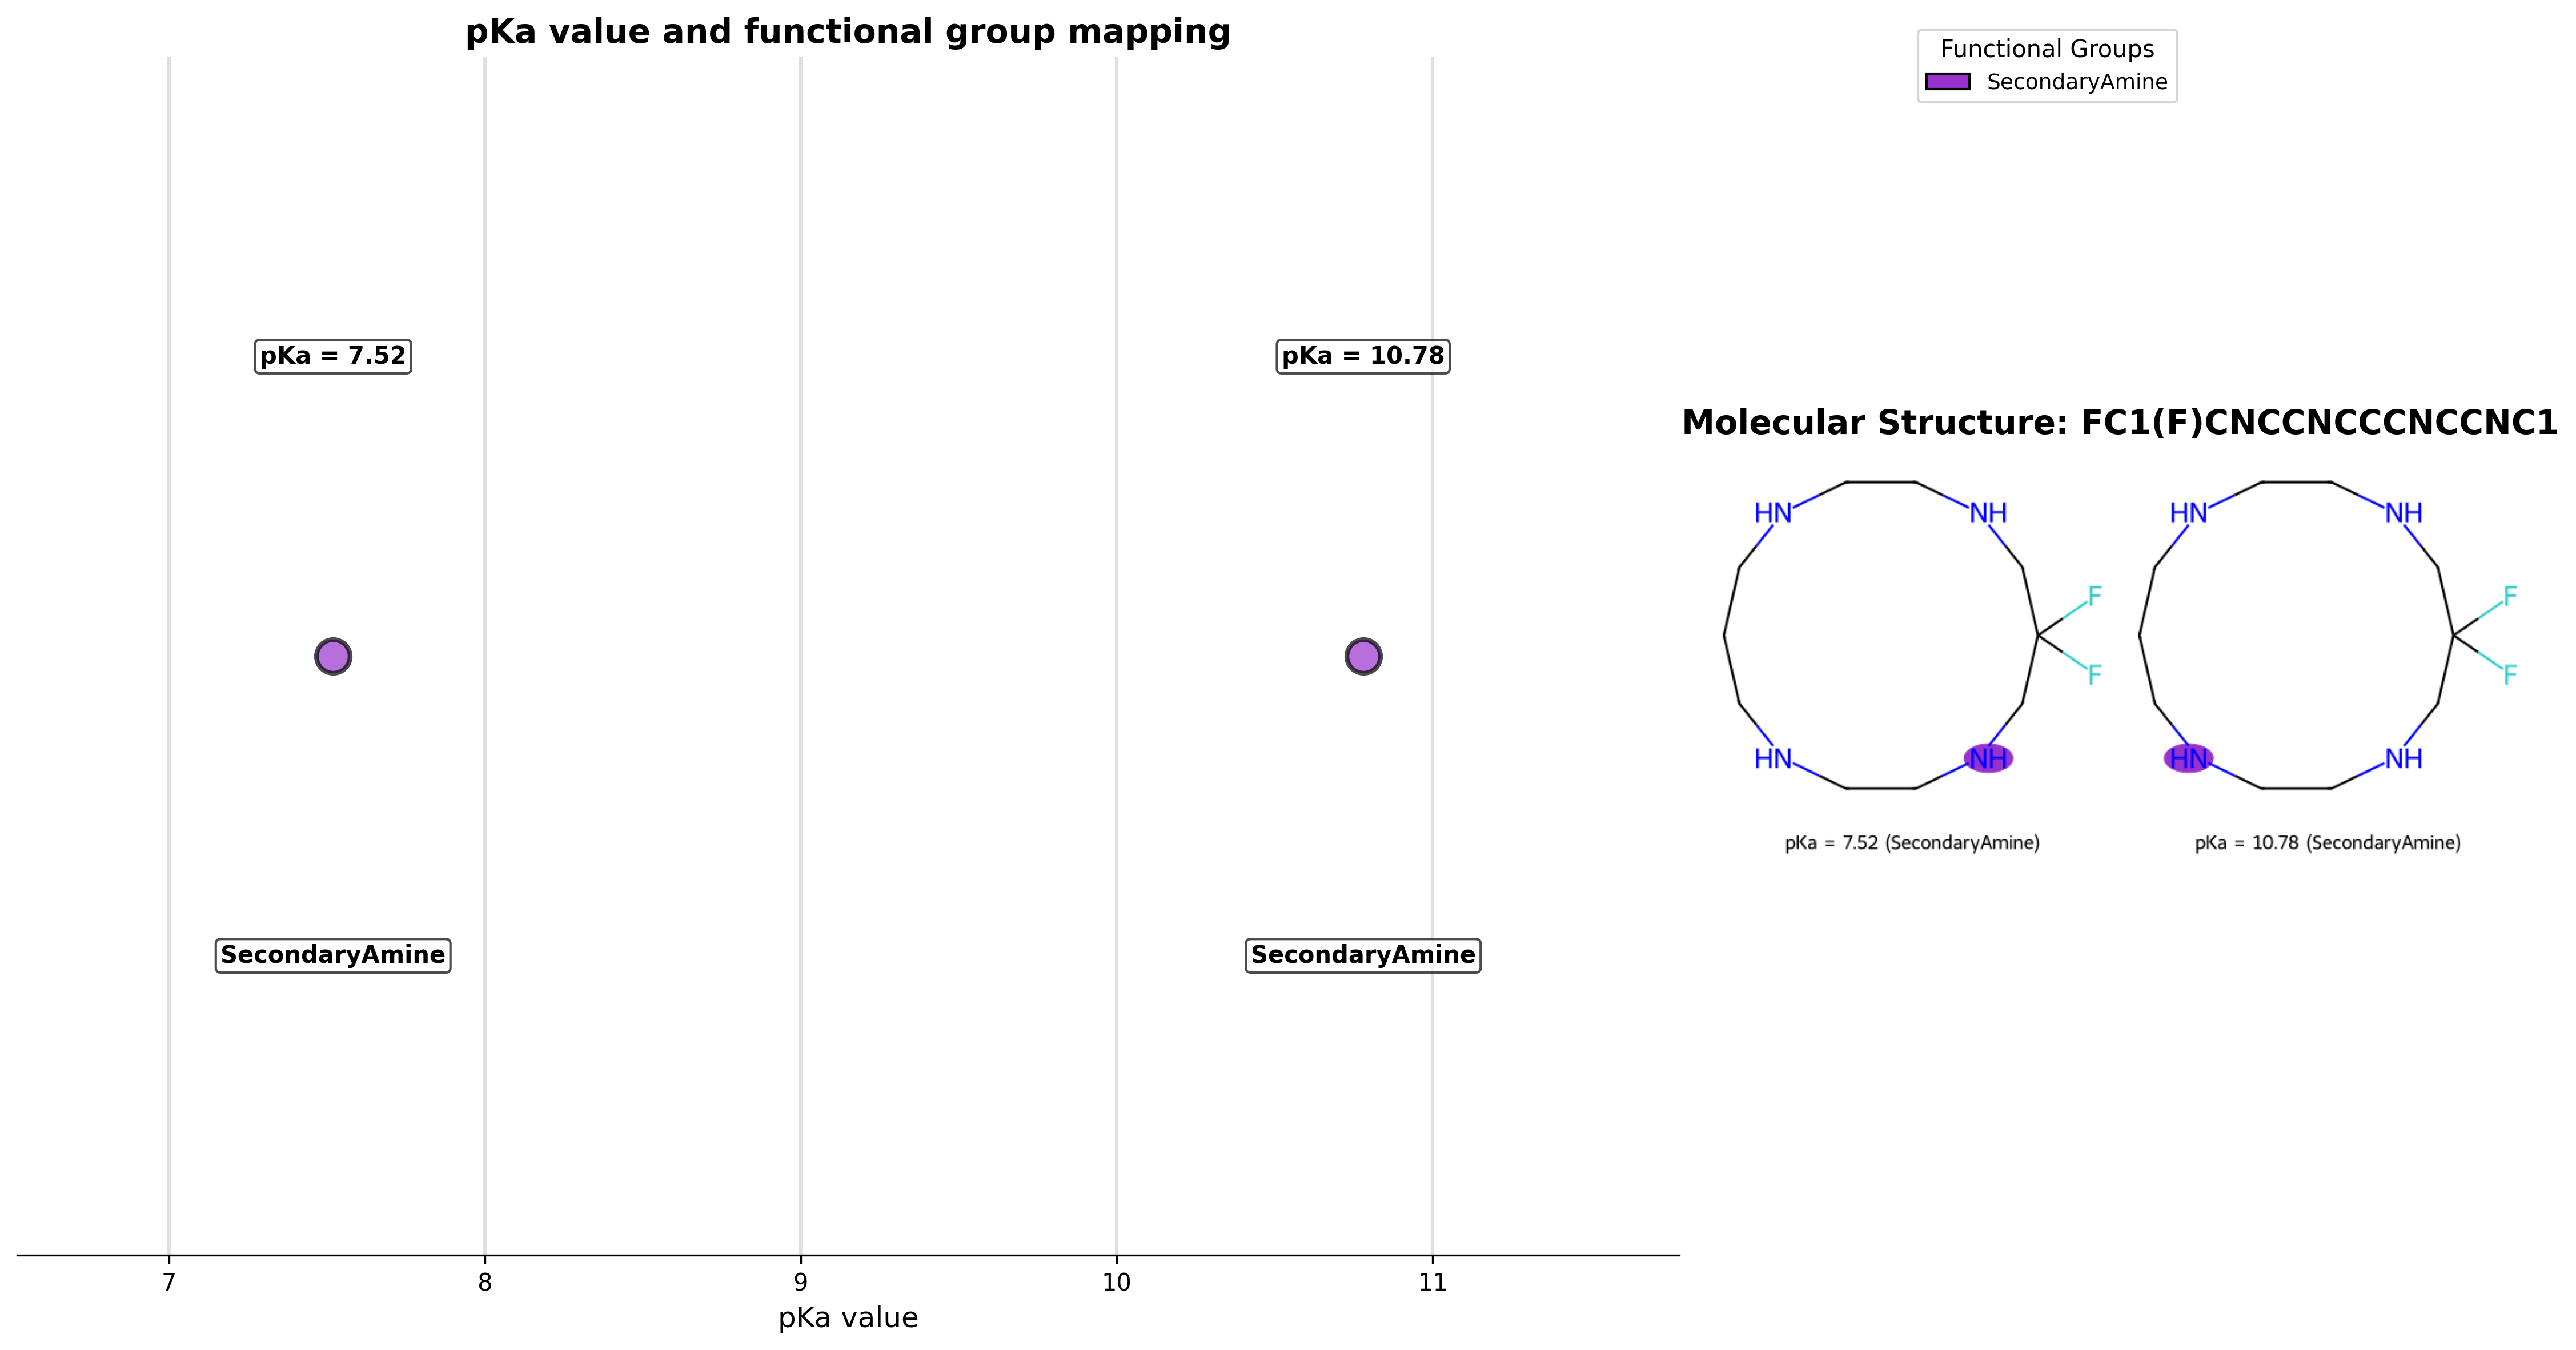 pKa value and functional group mapping
pKa = 7.52
pKa = 10.78
SecondaryAmine
SecondaryAmine
7
8
9
10
11
pKa value
Functional Groups
SecondaryAmine
Molecular Structure: FC1(F)CNCCNCCCNCCNC1
HN
NH
F
F
HN
NH
pKa = 7.52 (SecondaryAmine)
HN
NH
F
F
HN
NH
pKa = 10.78 (SecondaryAmine)